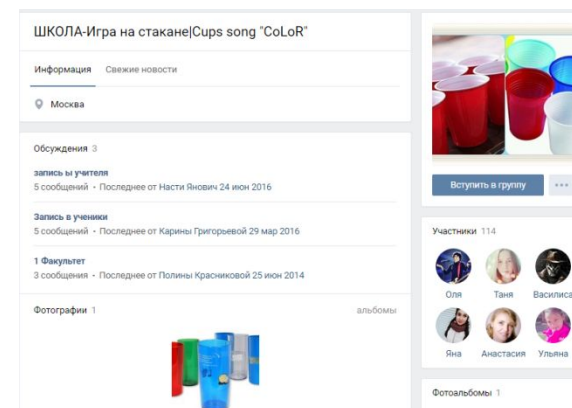 ШКОЛА-Игра на стакане|Cups song "CoLoR"
Информация Свежие новости
Москва
Обсуждения 3
запись ы учителя
5 сообщений • Последнее от Насти Янович 24 июн 2016
Запись в ученики
5 сообщений • Последнее от Карины Григорьевой 29 мар 2016
1 Факультет
3 сообщения • Последнее от Полины Красниковой 25 июн 2014
Фотографии 1 альбомы
Вступить в группу
Участники 114
Оля Таня Василиса
Яна Анастасия Ульяна
Фотоальбомы 1